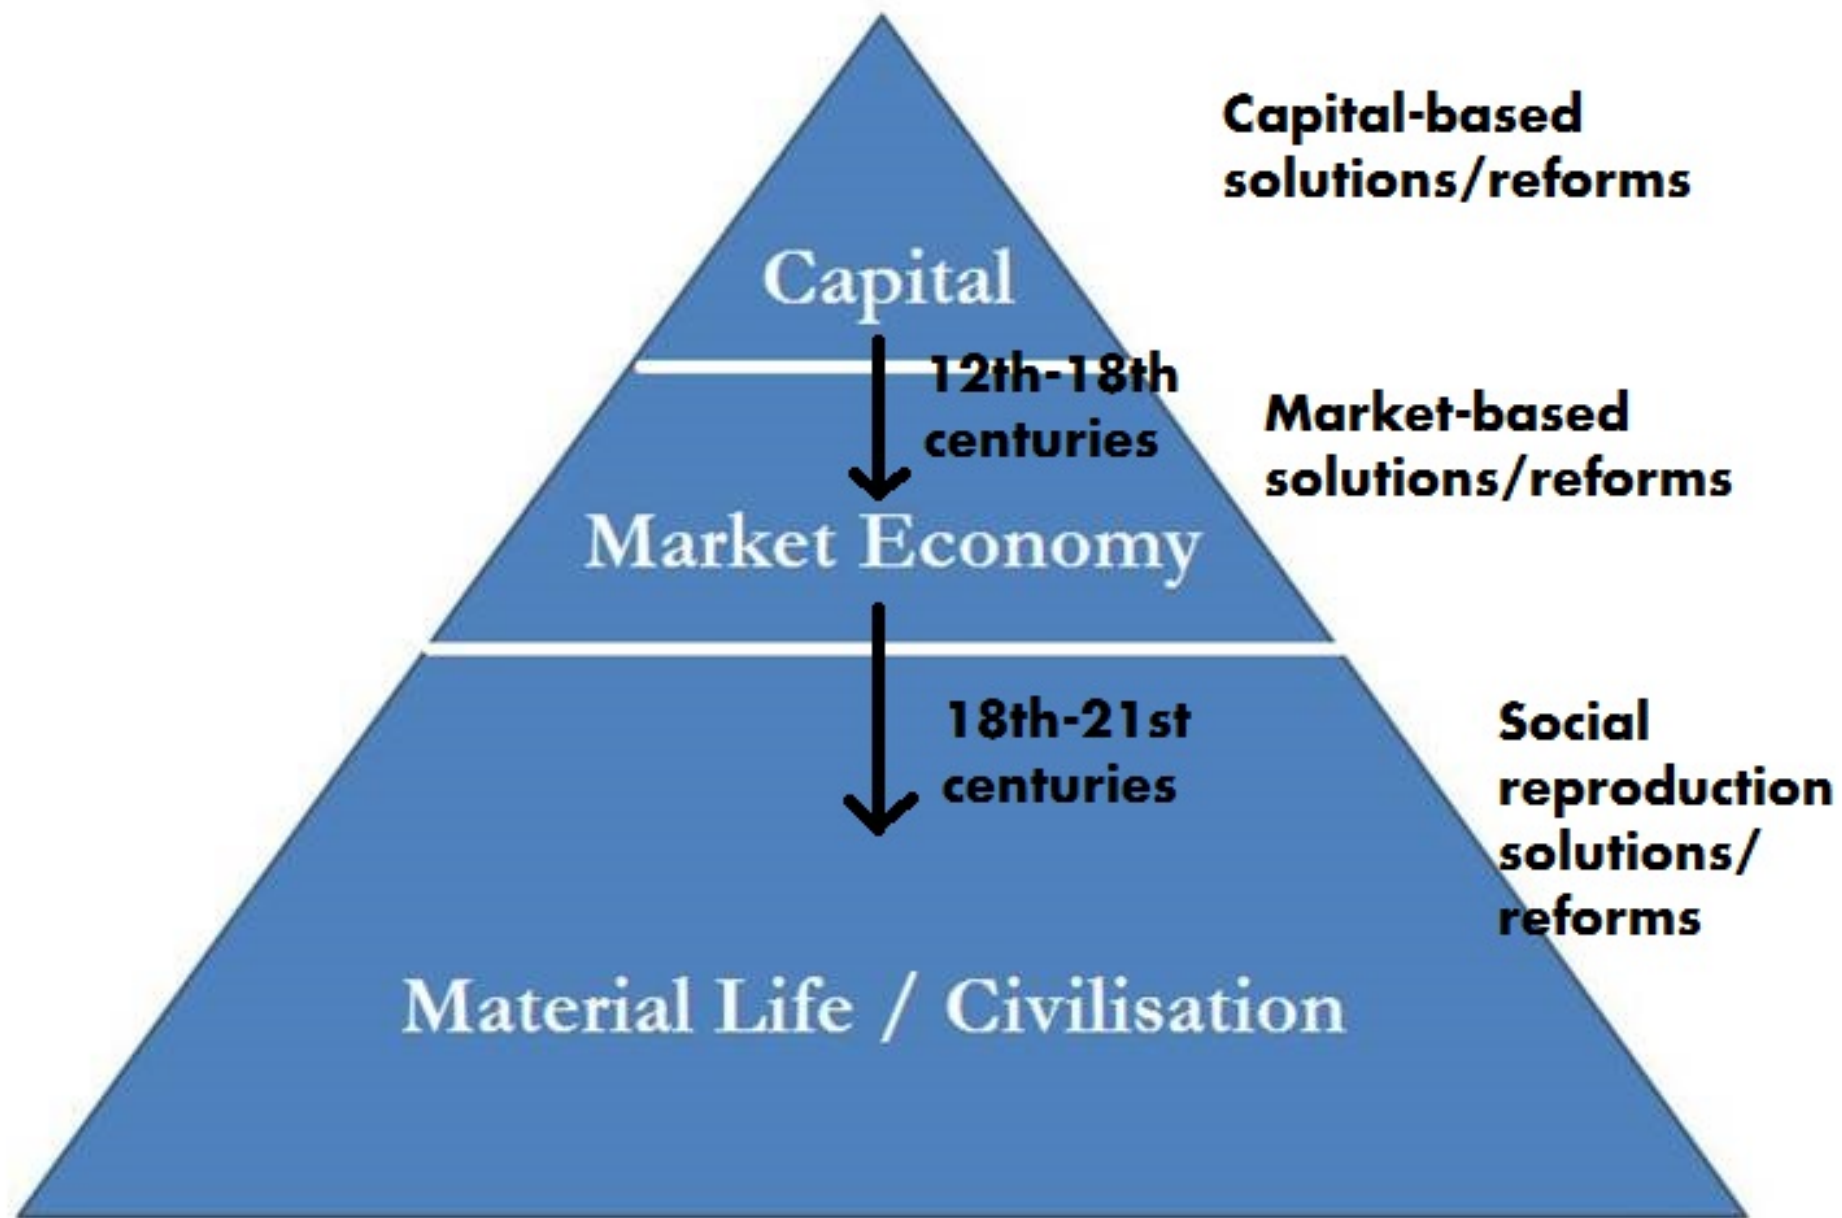 Capital-based
solutions/reforms
Capital
12th-18th
centuries
Market-based
solutions/reforms
Market Economy
18th-21st
centuries
Social
reproduction
solutions/
reforms
Material Life / Civilisation